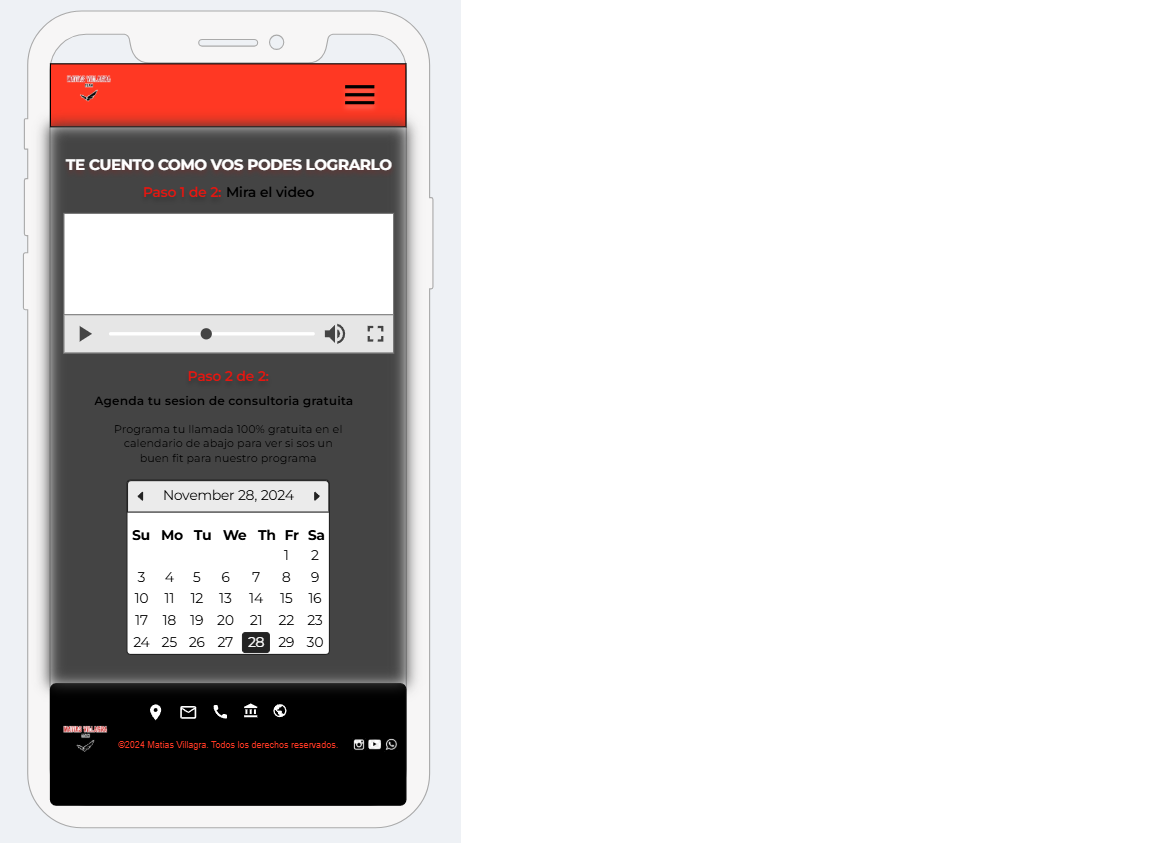 TE CUENTO COMO VOS PODES LOGRARLO
Paso 1 de 2: Mira el video
Paso 2 de 2:
Agenda tu sesion de consultoria gratuita
Programa tu llamada 100% gratuita en el
calendario de abajo para ver si sos un
buen fit para nuestro programa
November 28, 2024
Su Mo Tu We Th Fr Sa
1 2
3 4 5 6 7 8 9
10 11 12 13 14 15 16
17 18 19 20 21 22 23
24 25 26 27 28 29 30
©2024 Matias Villagra. Todos los derechos reservados.